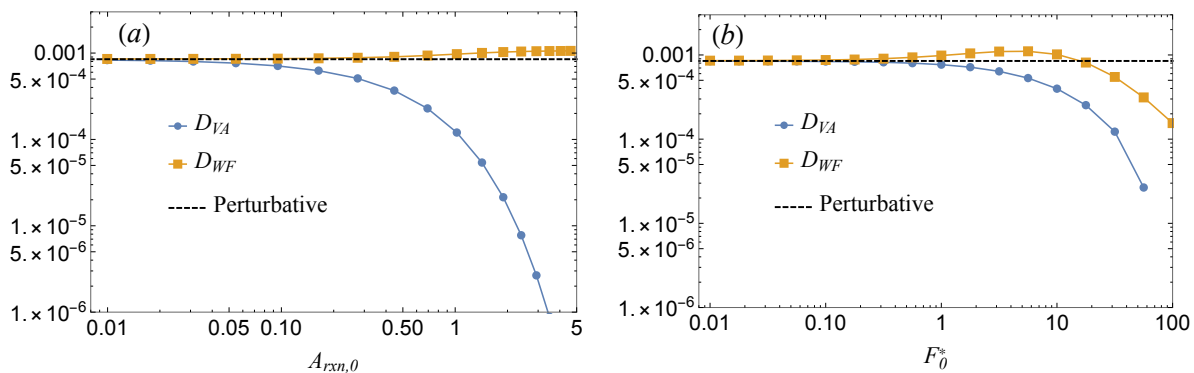 (a)
0.001
5. × 10⁻⁴
1. × 10⁻⁴
5. × 10⁻⁵
1. × 10⁻⁵
5. × 10⁻⁶
1. × 10⁻⁶
D_VA
D_WF
Perturbative
0.01 0.05 0.10 0.50 1 5
A_rxn,0
(b)
0.001
5. × 10⁻⁴
1. × 10⁻⁴
5. × 10⁻⁵
1. × 10⁻⁵
5. × 10⁻⁶
1. × 10⁻⁶
D_VA
D_WF
Perturbative
0.01 0.10 1 10 100
F₀*